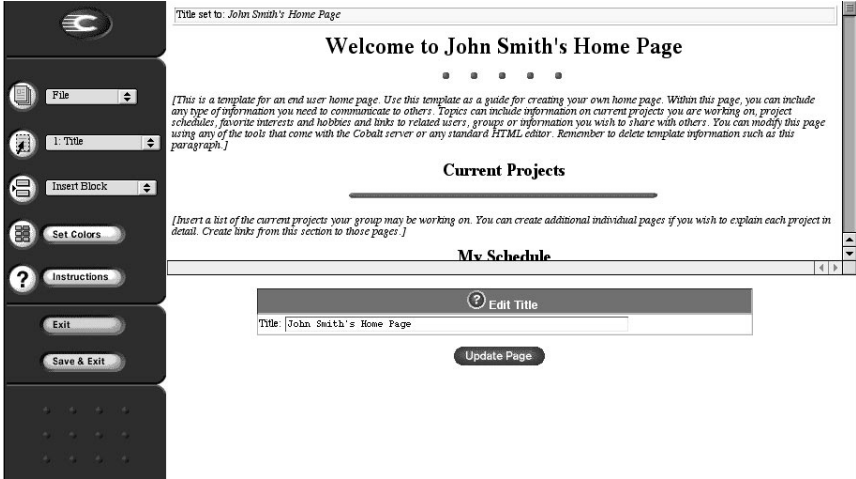 Title set to: John Smith's Home Page
Welcome to John Smith's Home Page
[This is a template for an end user home page. Use this template as a guide for creating your own home page. Within this page, you can include
any type of information you need to communicate to others. Topics can include information on current projects you are working on, project
schedules, favorite interests and hobbies and links to related users, groups or information you wish to share with others. You can modify this page
using any of the tools that come with the Cobalt server or any standard HTML editor. Remember to delete template information such as this
paragraph.]
Current Projects
[Insert a list of the current projects your group may be working on. You can create additional individual pages if you wish to explain each project in
detail. Create links from this section to those pages.]
My Schedule
File
1: Title
Insert Block
Set Colors
? Instructions
Exit
Save & Exit
? Edit Title
Title: John Smith's Home Page
Update Page